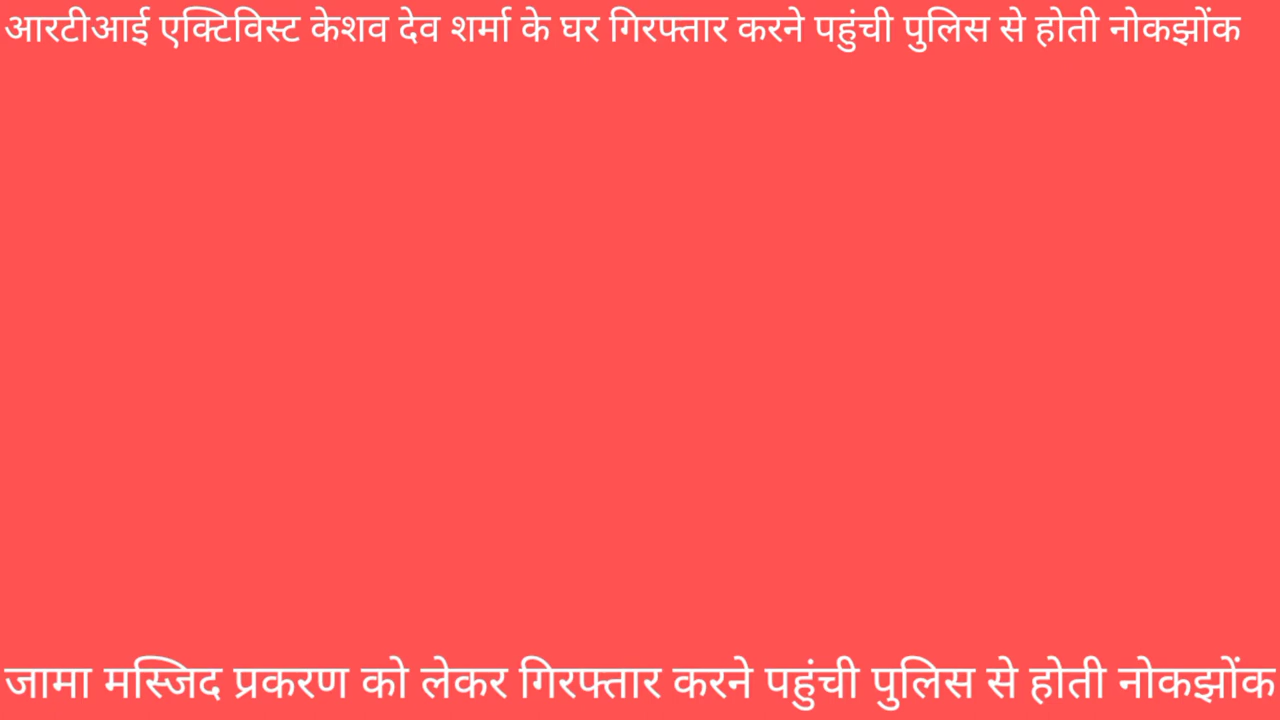 आरटीआई एक्टिविस्ट केशव देव शर्मा के घर गिरफ्तार करने पहुंची पुलिस से होती नोकझोंक
जामा मस्जिद प्रकरण को लेकर गिरफ्तार करने पहुंची पुलिस से होती नोकझोंक